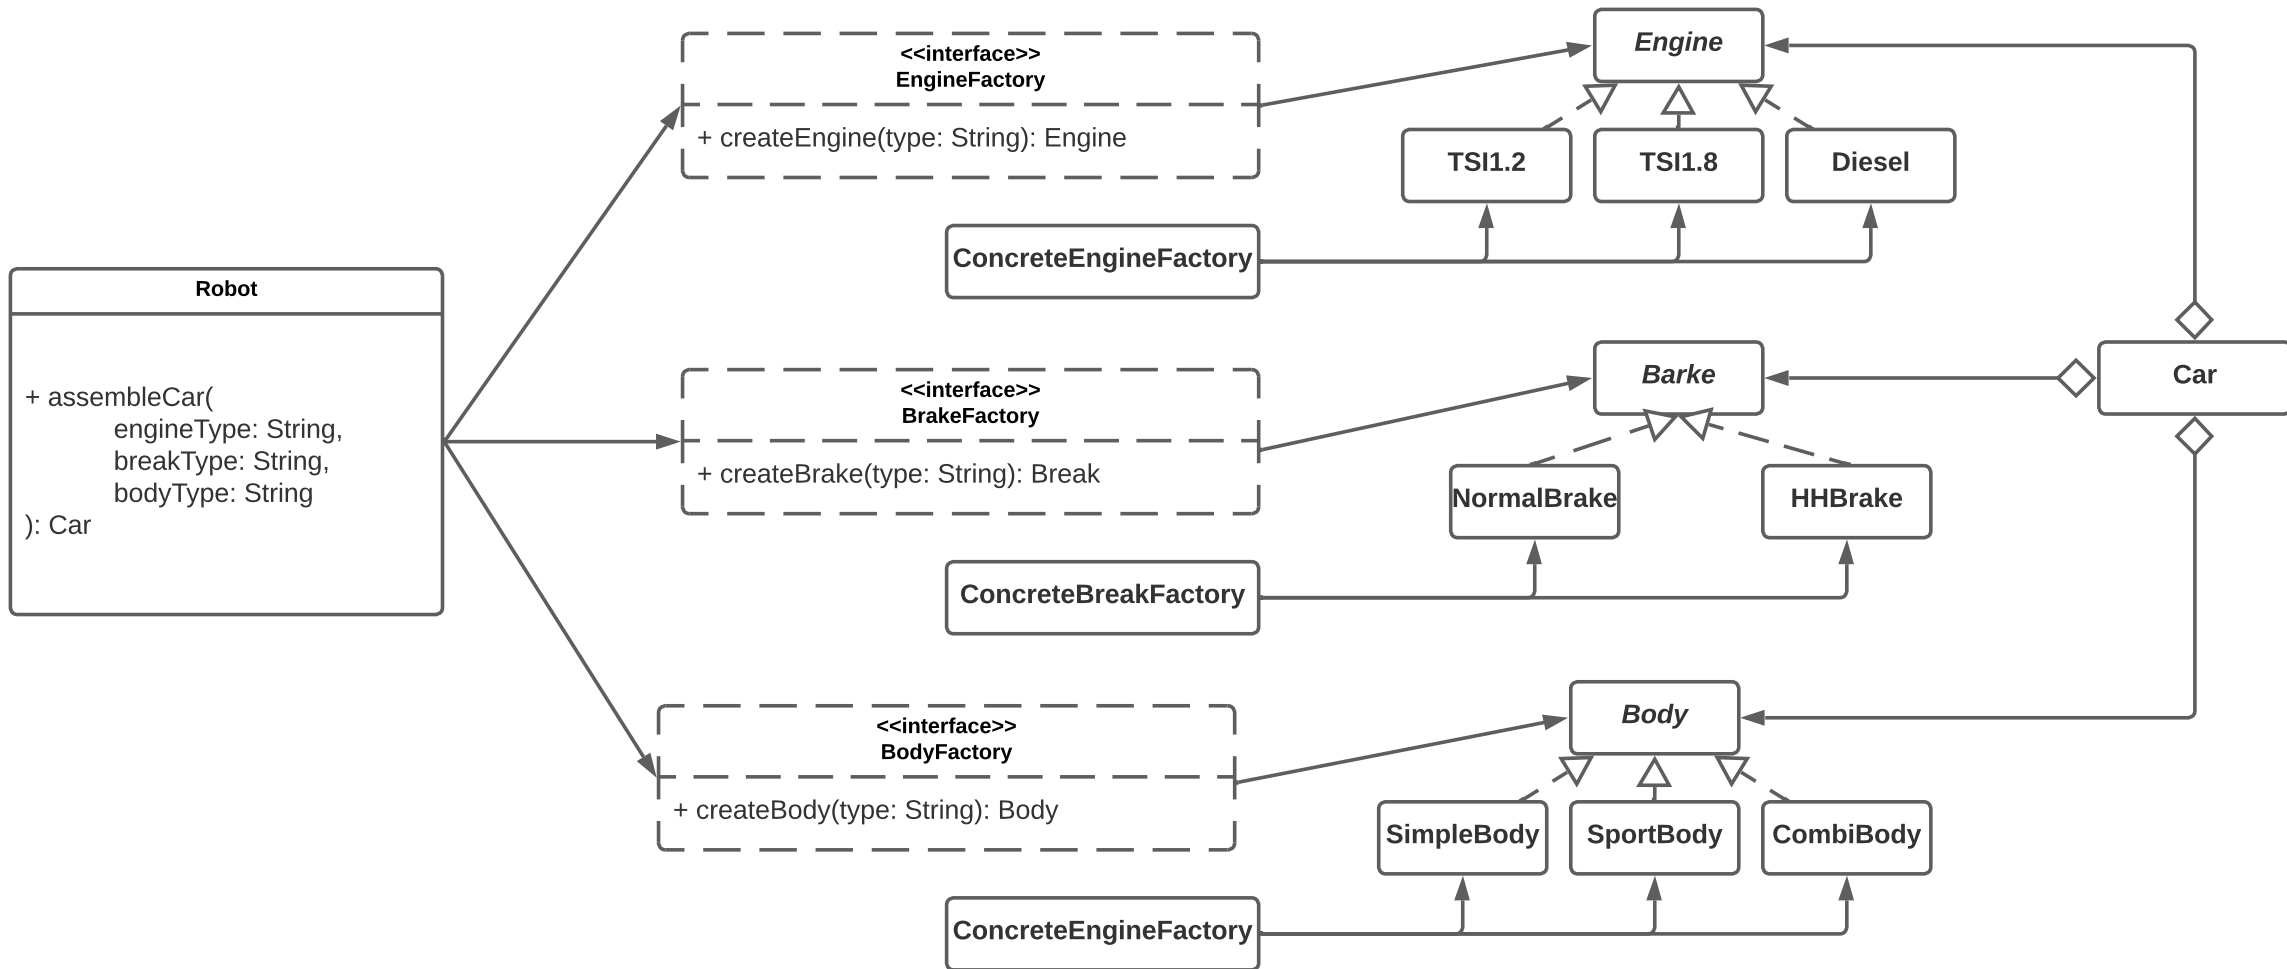 Robot
+ assembleCar(
engineType: String,
breakType: String,
bodyType: String
): Car
<<interface>>
EngineFactory
+ createEngine(type: String): Engine
ConcreteEngineFactory
Engine
TSI1.2
TSI1.8
Diesel
<<interface>>
BrakeFactory
+ createBrake(type: String): Break
ConcreteBreakFactory
Barke
NormalBrake
HHBrake
Car
<<interface>>
BodyFactory
+ createBody(type: String): Body
ConcreteEngineFactory
Body
SimpleBody
SportBody
CombiBody